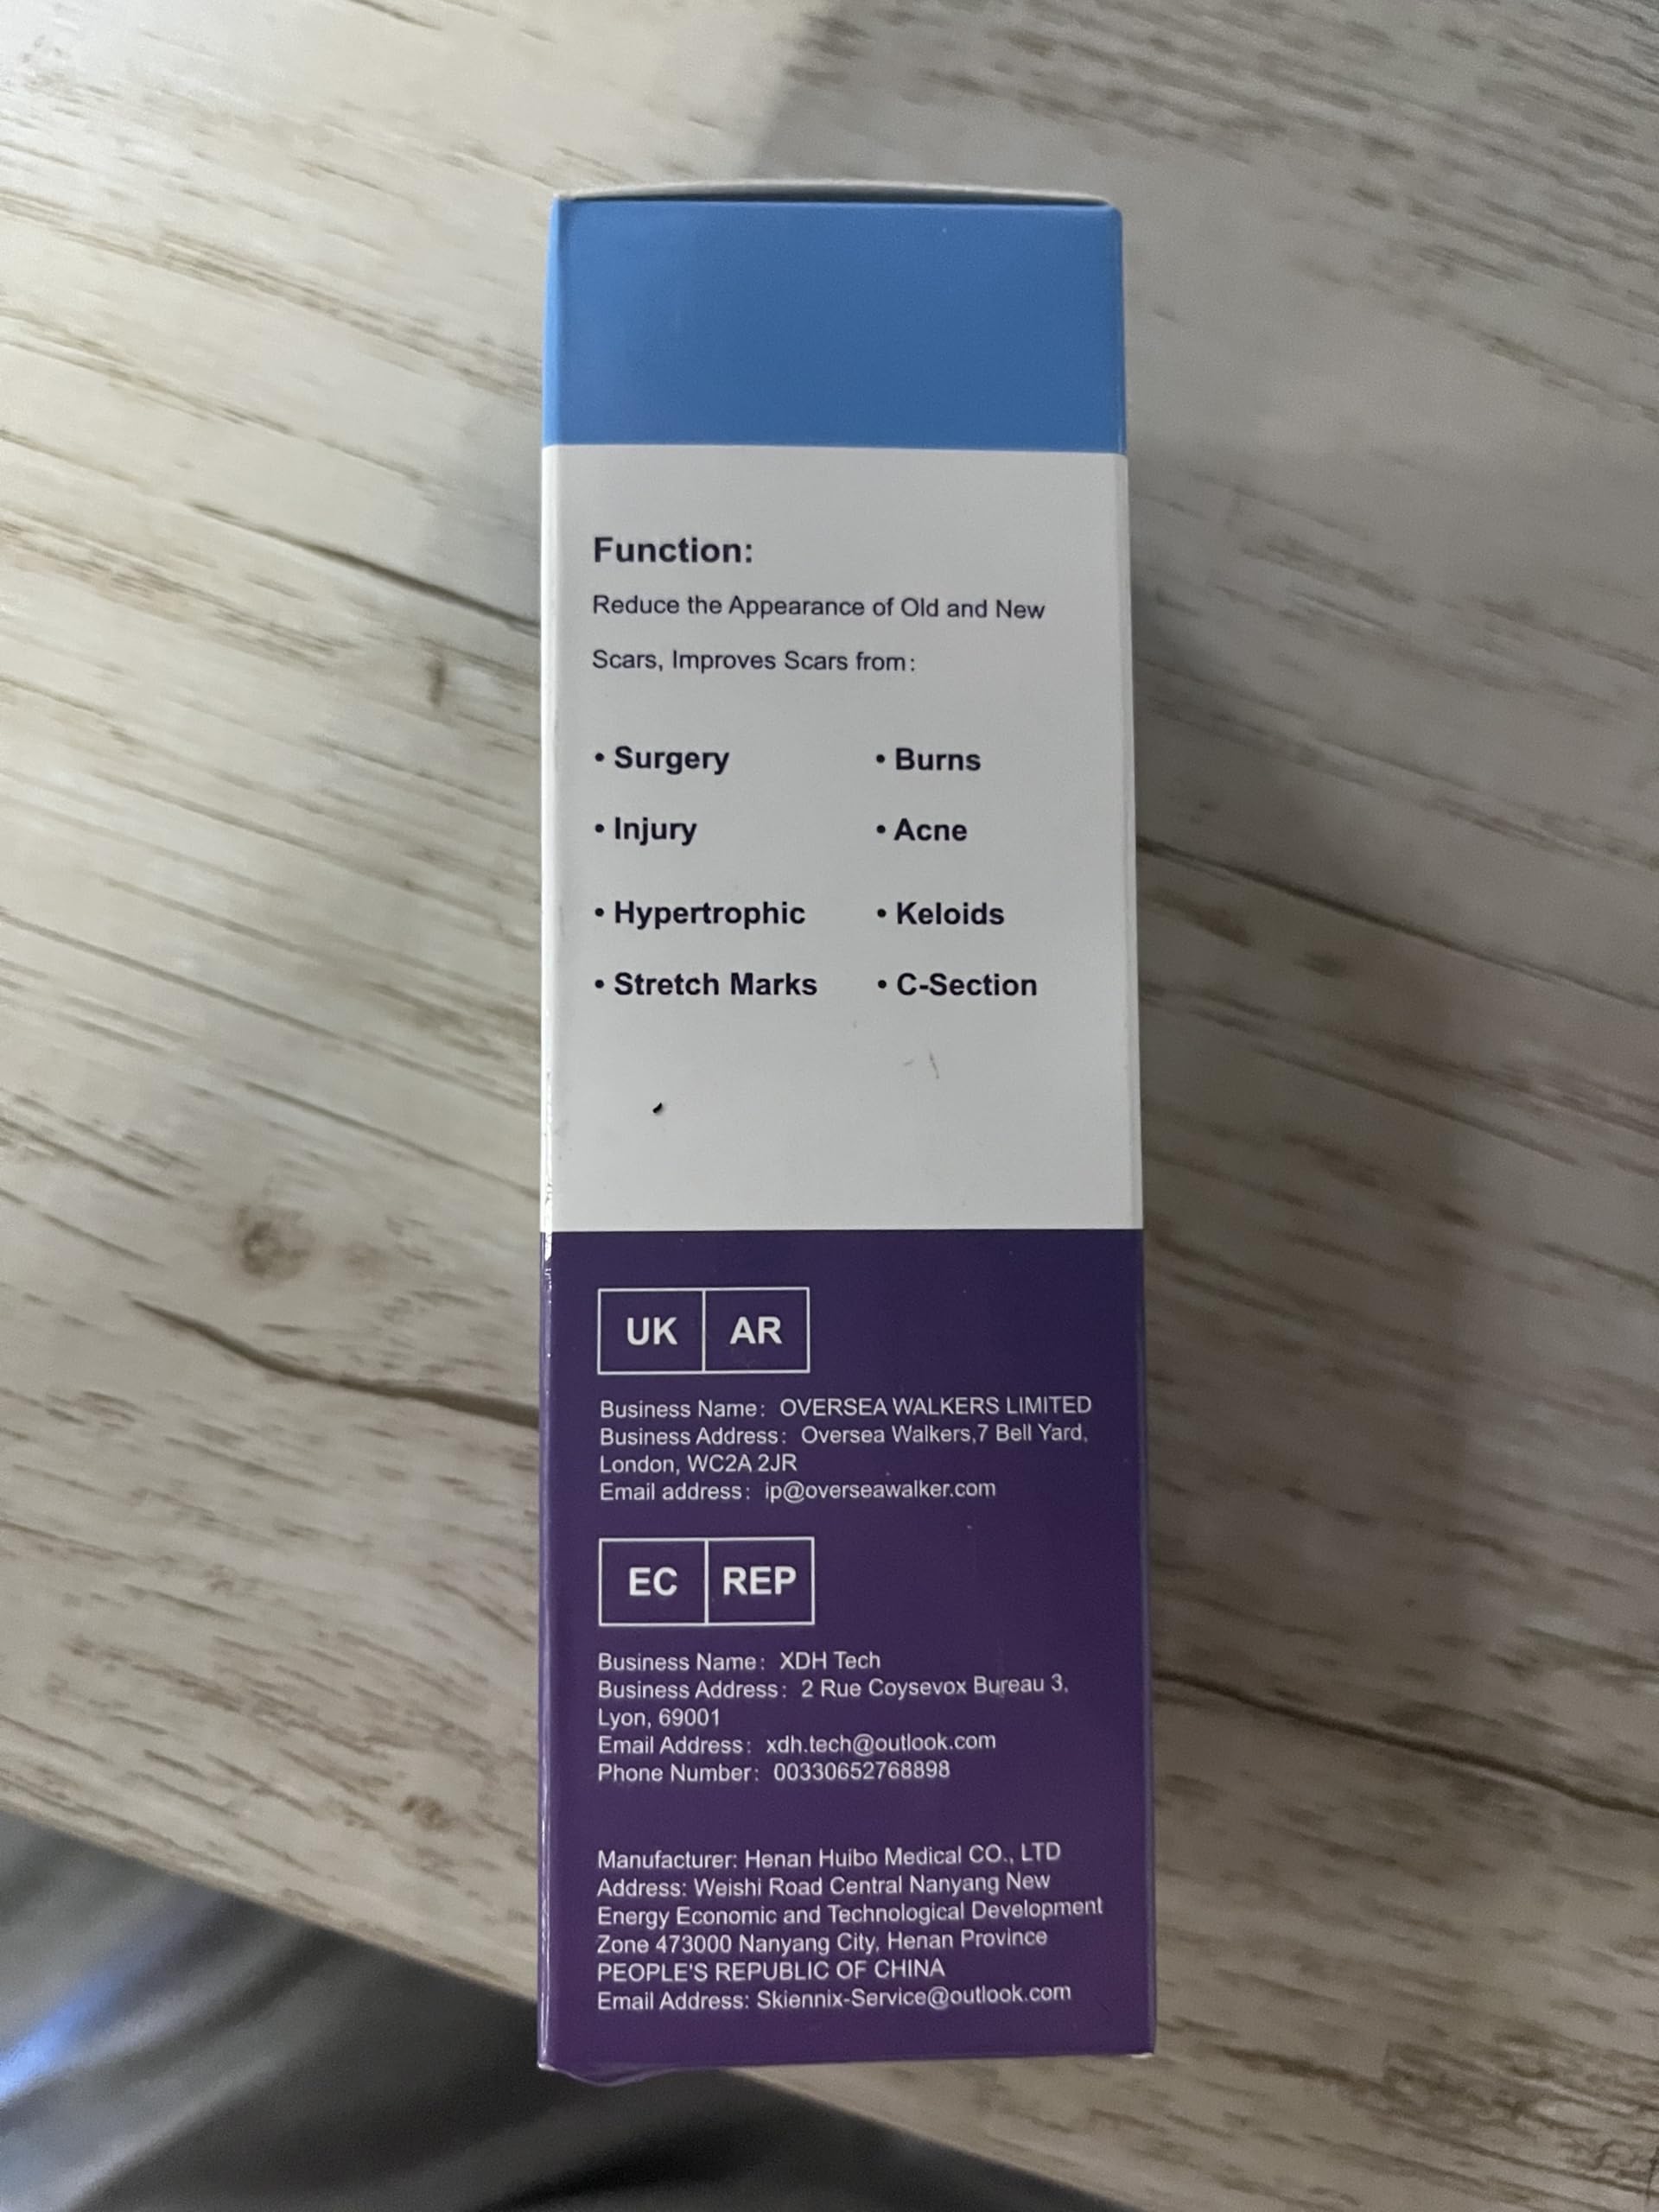 Function:
Reduce the Appearance of Old and New
Scars, Improves Scars from:
• Surgery • Burns
• Injury • Acne
• Hypertrophic • Keloids
• Stretch Marks • C-Section
UK AR
Business Name: OVERSEA WALKERS LIMITED
Business Address: Oversea Walkers,7 Bell Yard,
London, WC2A 2JR
Email address: ip@overseawalker.com
EC REP
Business Name: XDH Tech
Business Address: 2 Rue Coysevox Bureau 3,
Lyon, 69001
Email Address: xdh.tech@outlook.com
Phone Number: 00330652768898
Manufacturer: Henan Huibo Medical CO., LTD
Address: Weishi Road Central Nanyang New
Energy Economic and Technological Development
Zone 473000 Nanyang City, Henan Province
PEOPLE'S REPUBLIC OF CHINA
Email Address: Skiennix-Service@outlook.com